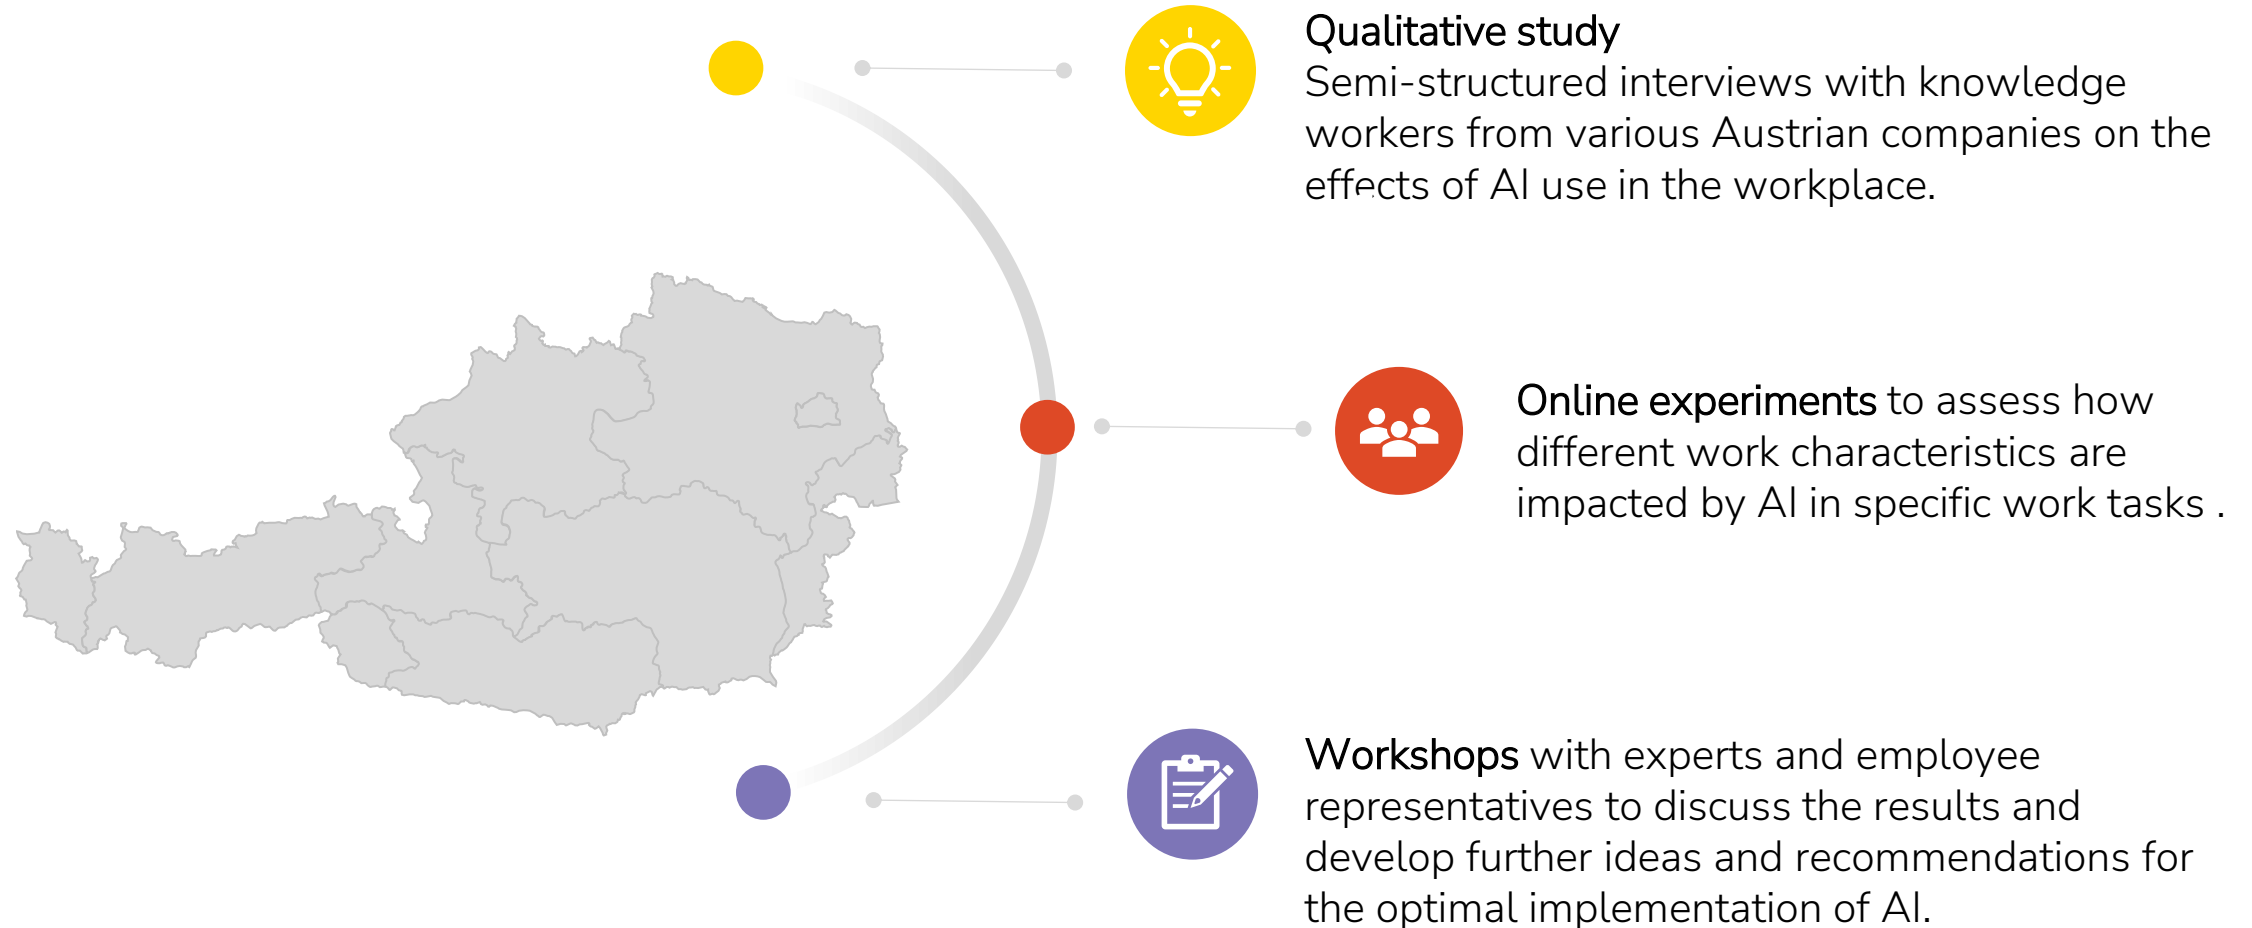 Qualitative study
Semi-structured interviews with knowledge
workers from various Austrian companies on the
effects of AI use in the workplace.
Online experiments to assess how
different work characteristics are
impacted by AI in specific work tasks .
Workshops with experts and employee
representatives to discuss the results and
develop further ideas and recommendations for
the optimal implementation of AI.